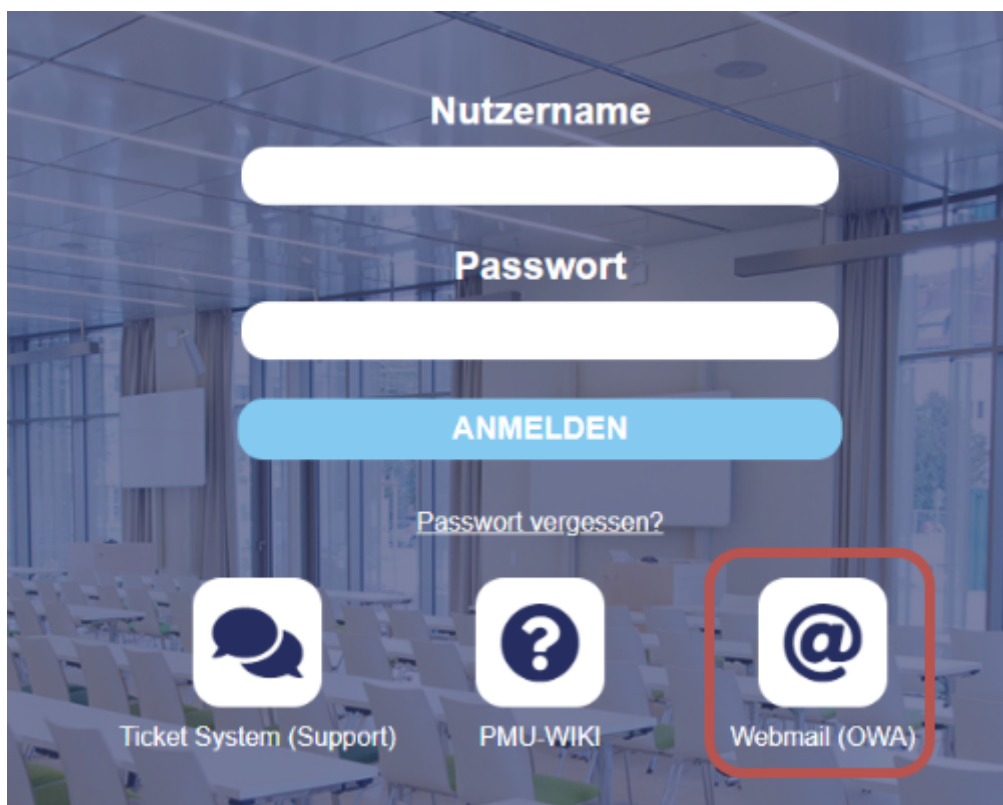 Nutzername
Passwort
ANMELDEN
Passwort vergessen?
Ticket System (Support)
PMU-WIKI
Webmail (OWA)